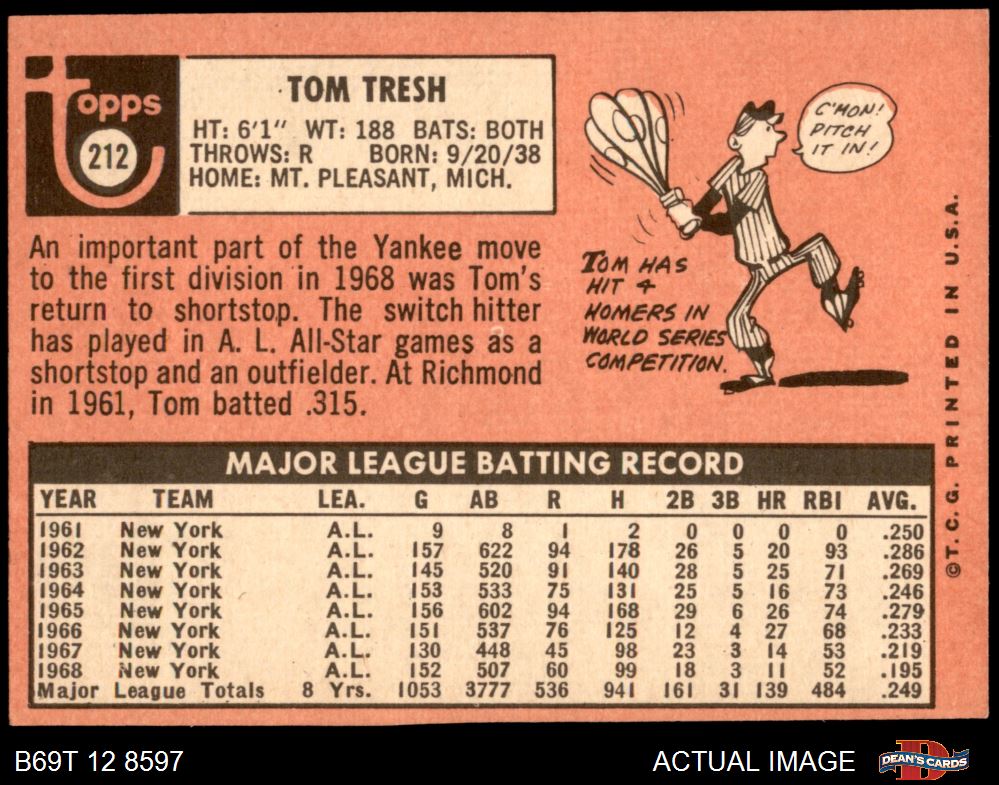 Topps
212
TOM TRESH
HT: 6'1" WT: 188 BATS: BOTH
THROWS: R BORN: 9/20/38
HOME: MT. PLEASANT, MICH.
An important part of the Yankee move
to the first division in 1968 was Tom's
return to shortstop. The switch hitter
has played in A. L. All-Star games as a
shortstop and an outfielder. At Richmond
in 1961, Tom batted .315.
C'MON!
PITCH
IT IN!
TOM HAS
HIT 4
HOMERS IN
WORLD SERIES
COMPETITION.
©T. C. G. PRINTED IN U.S.A.
MAJOR LEAGUE BATTING RECORD
YEAR TEAM LEA. G AB R H 2B 3B HR RBI AVG.
1961 New York A.L. 9 8 1 2 0 0 0 0 .250
1962 New York A.L. 157 622 94 178 26 5 20 93 .286
1963 New York A.L. 145 520 91 140 28 5 25 71 .269
1964 New York A.L. 153 533 75 131 25 5 16 73 .246
1965 New York A.L. 156 602 94 168 29 6 26 74 .279
1966 New York A.L. 151 537 76 125 12 4 27 68 .233
1967 New York A.L. 130 448 45 98 23 3 14 53 .219
1968 New York A.L. 152 507 60 99 18 3 11 52 .195
Major League Totals 8 Yrs. 1053 3777 536 941 161 31 139 484 .249
B69T 12 8597
ACTUAL IMAGE
DEAN'S CARDS